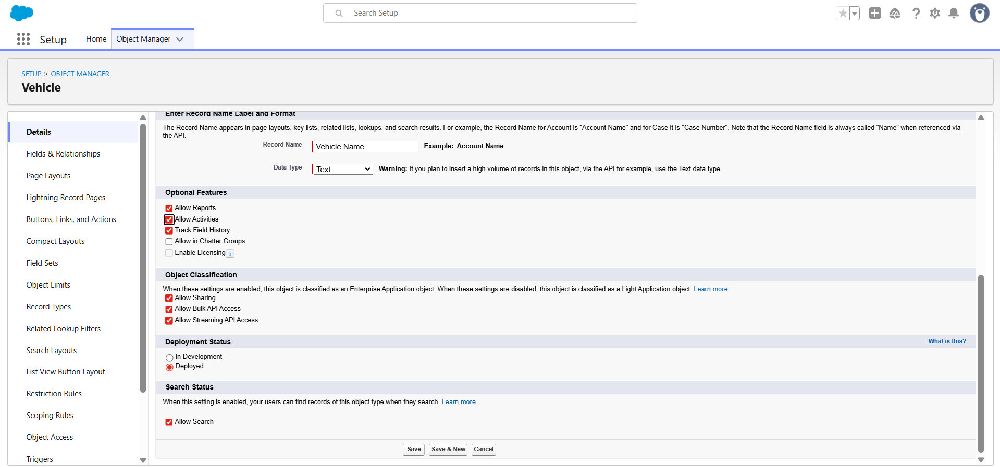 Search Setup
Setup
Home
Object Manager
SETUP > OBJECT MANAGER
Vehicle
Details
Fields & Relationships
Page Layouts
Lightning Record Pages
Buttons, Links, and Actions
Compact Layouts
Field Sets
Object Limits
Record Types
Related Lookup Filters
Search Layouts
List View Button Layout
Restriction Rules
Scoping Rules
Object Access
Triggers
Enter Record Name Label and Format
The Record Name appears in page layouts, key lists, related lists, lookups, and search results. For example, the Record Name for Account is "Account Name" and for Case it is "Case Number". Note that the Record Name field is always called "Name" when referenced via
the API.
Record Name Vehicle Name Example: Account Name
Data Type Text Warning: If you plan to insert a high volume of records in this object, via the API for example, use the Text data type.
Optional Features
Allow Reports
Allow Activities
Track Field History
Allow in Chatter Groups
Enable Licensing i
Object Classification
When these settings are enabled, this object is classified as an Enterprise Application object. When these settings are disabled, this object is classified as a Light Application object. Learn more.
Allow Sharing
Allow Bulk API Access
Allow Streaming API Access
Deployment Status What is this?
In Development
Deployed
Search Status
When this setting is enabled, your users can find records of this object type when they search. Learn more.
Allow Search
Save Save & New Cancel